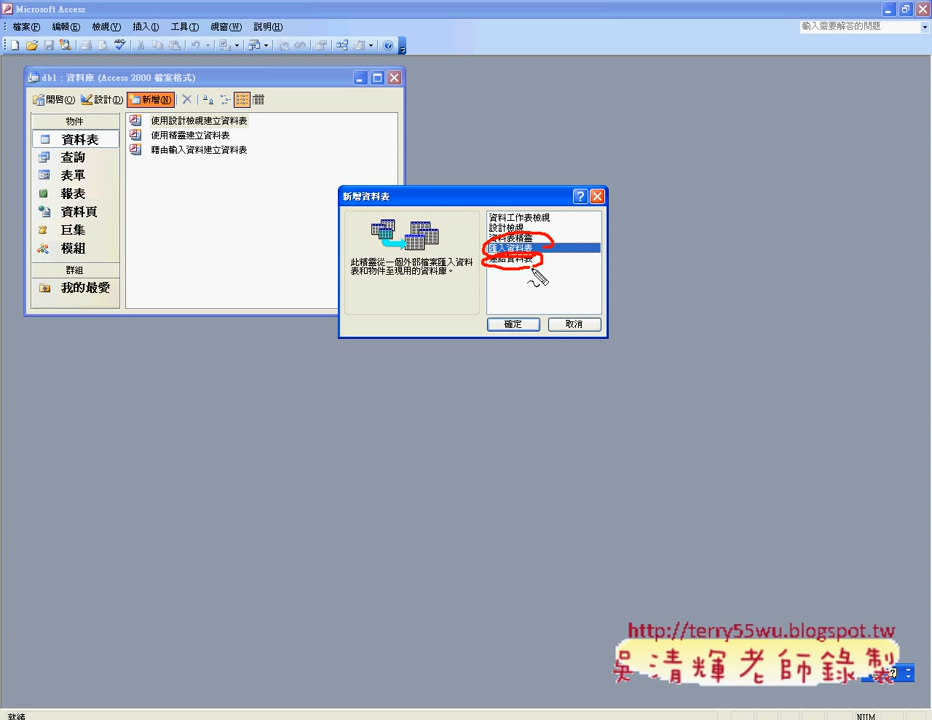 Microsoft Access
檔案(F) 編輯(E) 檢視(V) 插入(I) 工具(T) 視窗(W) 說明(H)
輸入需要解答的問題
db1 : 資料庫 (Access 2000 檔案格式)
開啟(O) 設計(D) 新增(N)
物件
資料表
查詢
表單
報表
資料頁
巨集
模組
群組
我的最愛
使用設計檢視建立資料表
使用精靈建立資料表
藉由輸入資料建立資料表
新增資料表
此精靈從一個外部檔案匯入資料
表和物件至現用的資料庫。
資料工作表檢視
設計檢視
資料表精靈
匯入資料表
連結資料表
確定 取消
http://terry55wu.blogspot.tw
吳清輝老師錄製
就緒
NUM